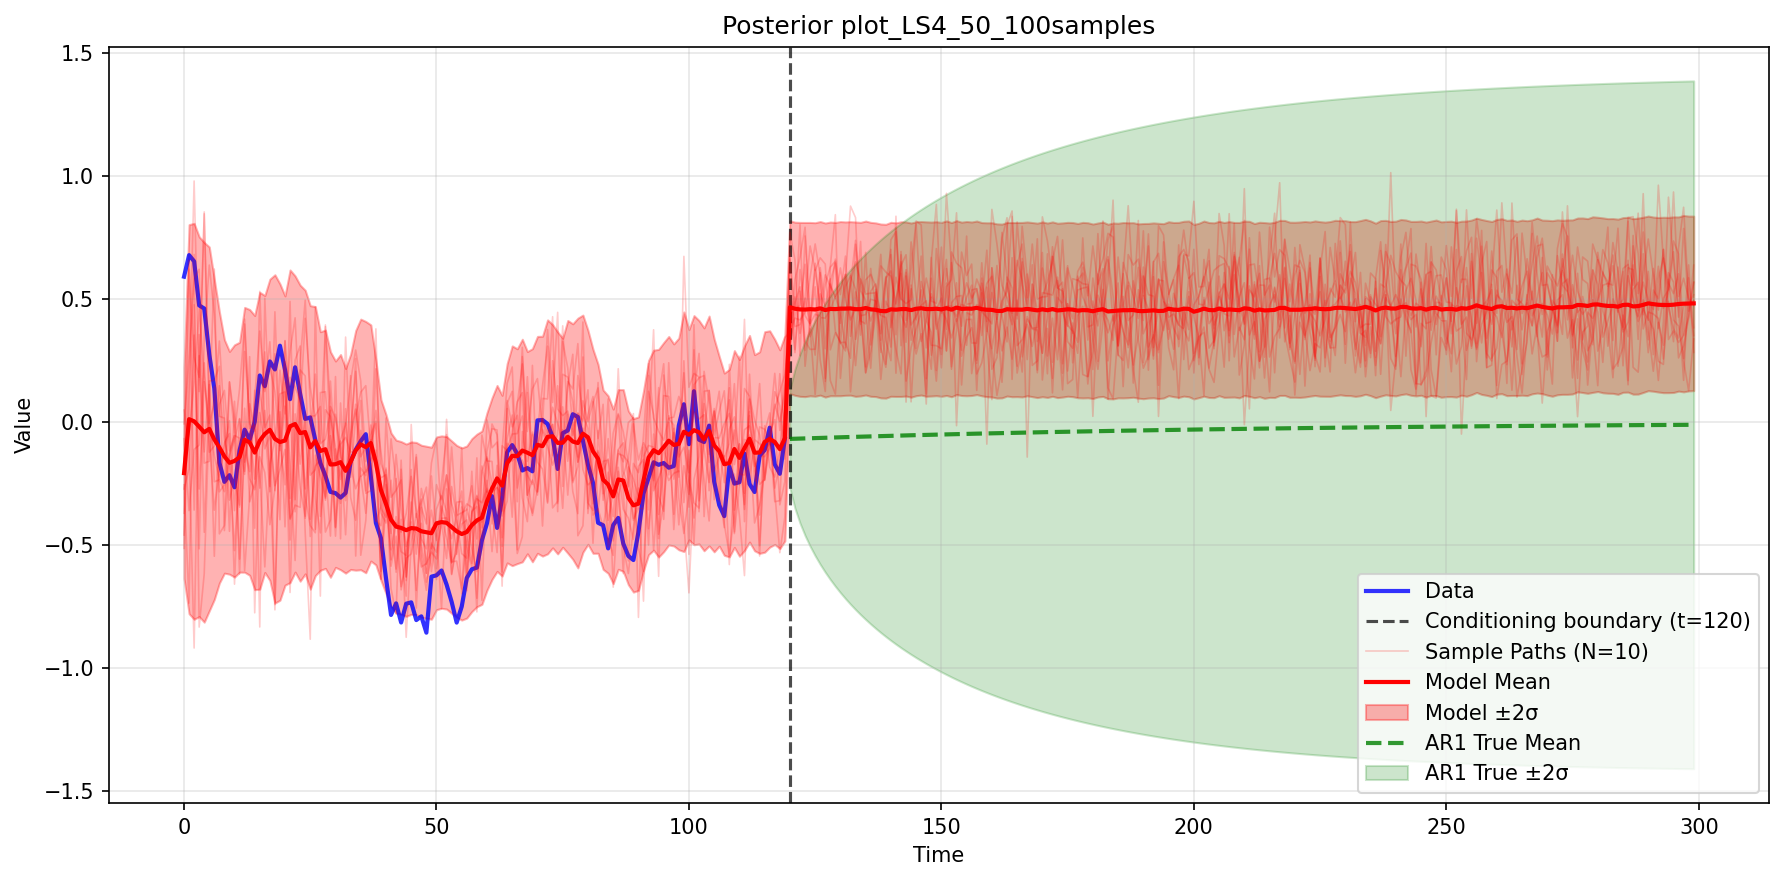 Posterior plot_LS4_50_100samples
Value
1.5
1.0
0.5
0.0
−0.5
−1.0
−1.5
Data
Conditioning boundary (t=120)
Sample Paths (N=10)
Model Mean
Model ±2σ
AR1 True Mean
AR1 True ±2σ
0 50 100 150 200 250 300
Time